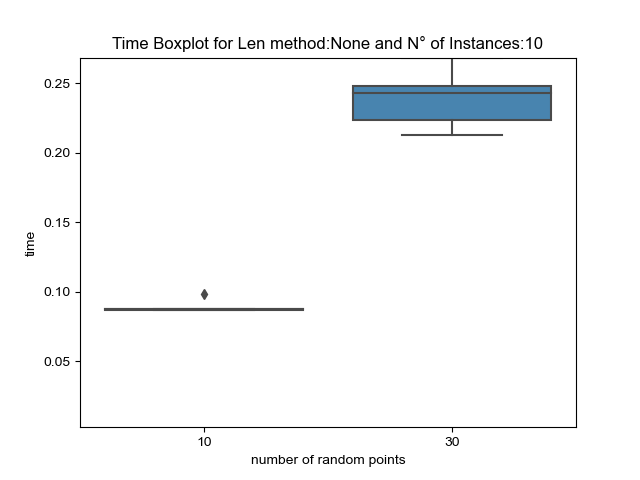 Time Boxplot for Len method:None and N° of Instances:10
0.25
0.20
0.15
0.10
0.05
time
10 30
number of random points